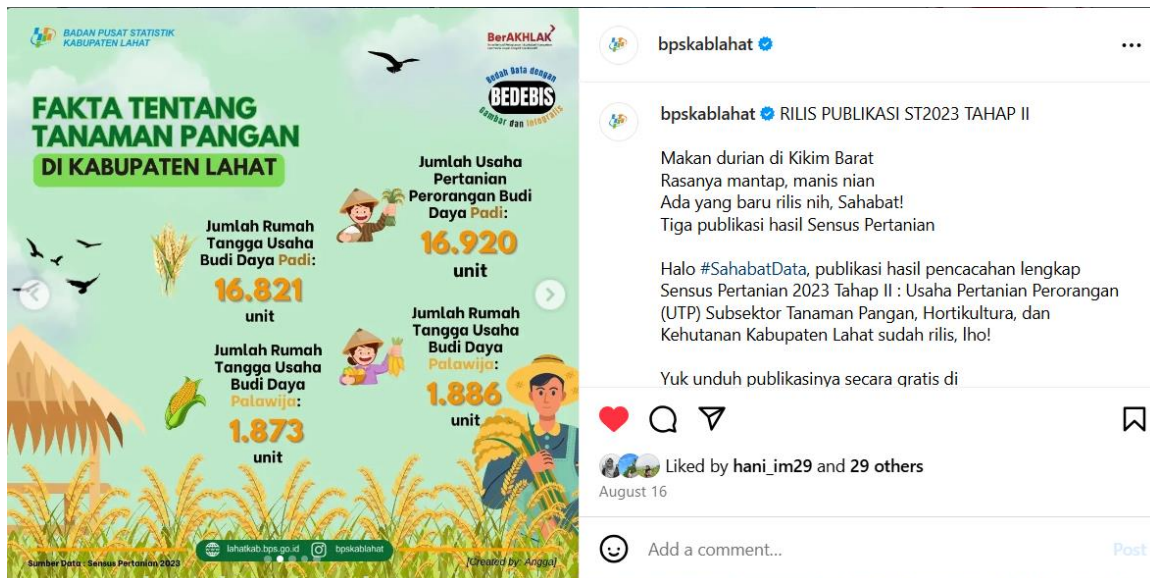 BADAN PUSAT STATISTIK
KABUPATEN LAHAT
BerAKHLAK
Bedah Data dengan
BEDEBIS
Gambar dan Integratis
FAKTA TENTANG
TANAMAN PANGAN
DI KABUPATEN LAHAT
Jumlah Rumah
Tangga Usaha
Budi Daya Padi:
16.821
unit
Jumlah Usaha
Pertanian
Perorangan Budi
Daya Padi:
16.920
unit
Jumlah Rumah
Tangga Usaha
Budi Daya
Palawija:
1.873
unit
Jumlah Rumah
Tangga Usaha
Budi Daya
Palawija:
1.886
unit
lahatkab.bps.go.id bpskablahat
Sumber Data : Sensus Pertanian 2023
[Created by: Angga]
bpskablahat
bpskablahat RILIS PUBLIKASI ST2023 TAHAP II
Makan durian di Kikim Barat
Rasanya mantap, manis nian
Ada yang baru rilis nih, Sahabat!
Tiga publikasi hasil Sensus Pertanian
Halo #SahabatData, publikasi hasil pencacahan lengkap
Sensus Pertanian 2023 Tahap II : Usaha Pertanian Perorangan
(UTP) Subsektor Tanaman Pangan, Hortikultura, dan
Kehutanan Kabupaten Lahat sudah rilis, lho!
Yuk unduh publikasinya secara gratis di
Liked by hani_im29 and 29 others
August 16
Add a comment...
Post